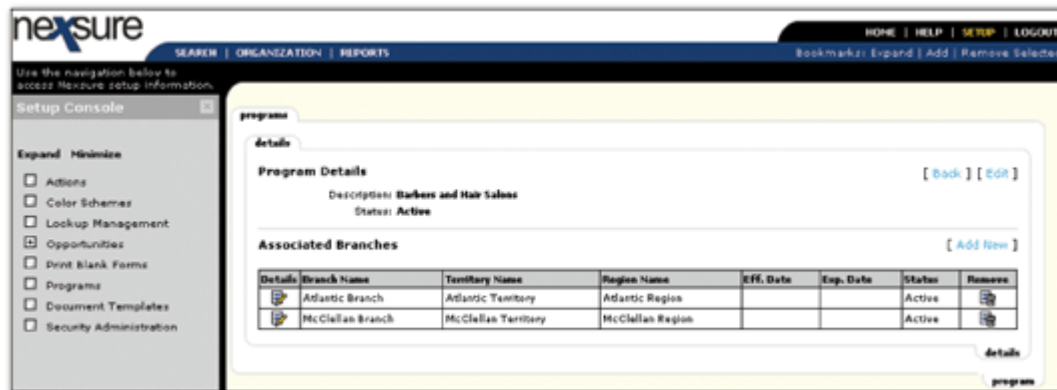 nexsure
HOME | HELP | SETUP | LOGOUT
SEARCH | ORGANIZATION | REPORTS
Bookmarks: Expand | Add | Remove Selected
Use the navigation below to
access Nexsure setup information.
Setup Console
Expand Minimize
Actions
Color Schemes
Lookup Management
Opportunities
Print Blank Forms
Programs
Document Templates
Security Administration
programs
details
Program Details
[ Back ] [ Edit ]
Description: Barbers and Hair Salons
Status: Active
Associated Branches
[ Add New ]
Details Branch Name Territory Name Region Name Eff. Date Exp. Date Status Remove
Atlantic Branch Atlantic Territory Atlantic Region Active
McClellan Branch McClellan Territory McClellan Region Active
details
program